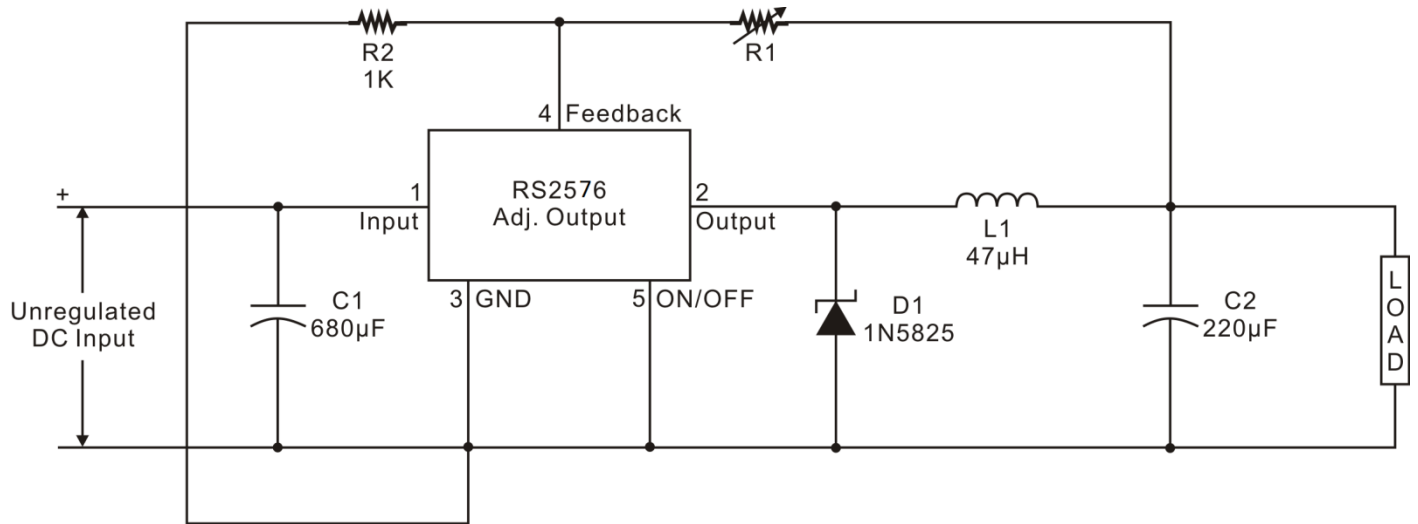 R2
1K
R1
4 Feedback
+
1
Input
RS2576
Adj. Output
2
Output
L1
47µH
3 GND
5 ON/OFF
Unregulated
DC Input
C1
680µF
D1
1N5825
C2
220µF
LOAD